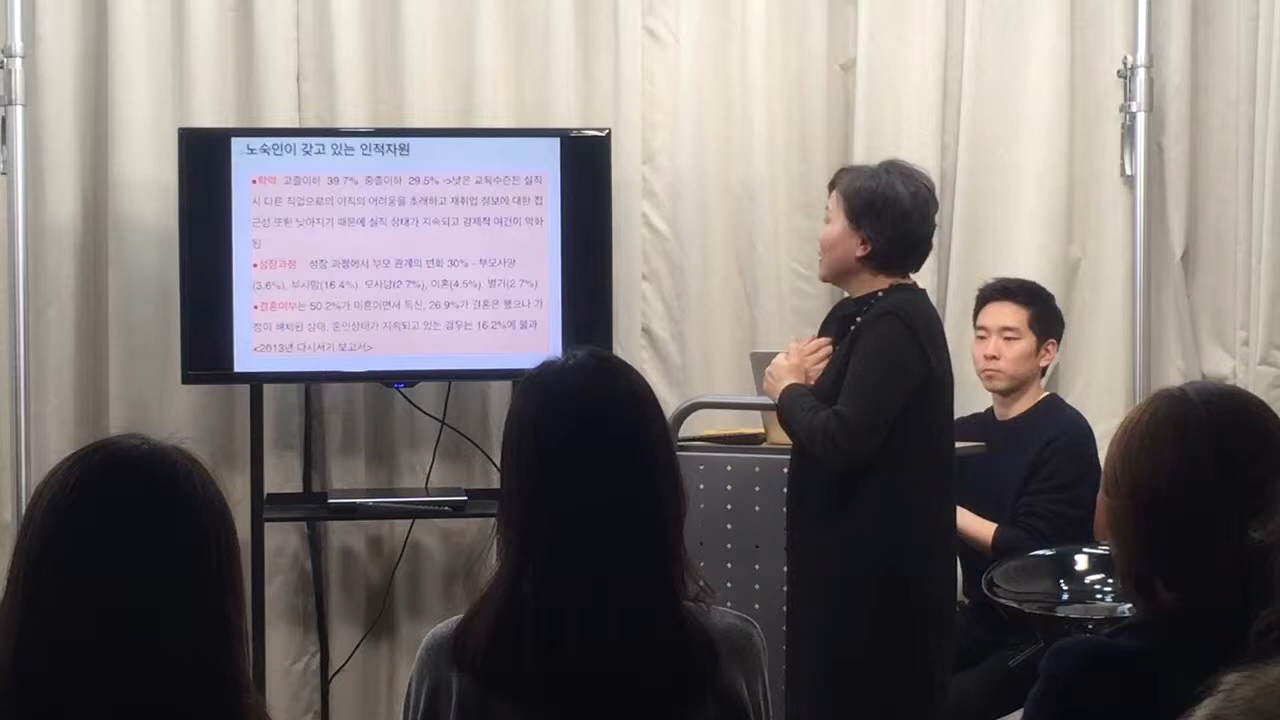 노숙인이 갖고 있는 인적자원
●학력 고졸이하 39.7% 중졸이하 29.5% ->낮은 교육수준은 실직
시 다른 직업으로의 이직의 어려움을 초래하고 재취업 정보에 대한 접
근성 또한 낮아지기 때문에 실직 상태가 지속되고 경제적 여건이 악화
됨
●성장과정 성장 과정에서 부모 관계의 변화 30% - 부모사망
(3.6%), 부사망(16.4%), 모사망(2.7%), 이혼(4.5%), 별거(2.7%)
●결혼여부는 50.2%가 미혼이면서 독신, 26.9%가 결혼은 했으나 가
정이 해체된 상태, 혼인상태가 지속되고 있는 경우는 16.2%에 불과
<2013년 다시서기 보고서>